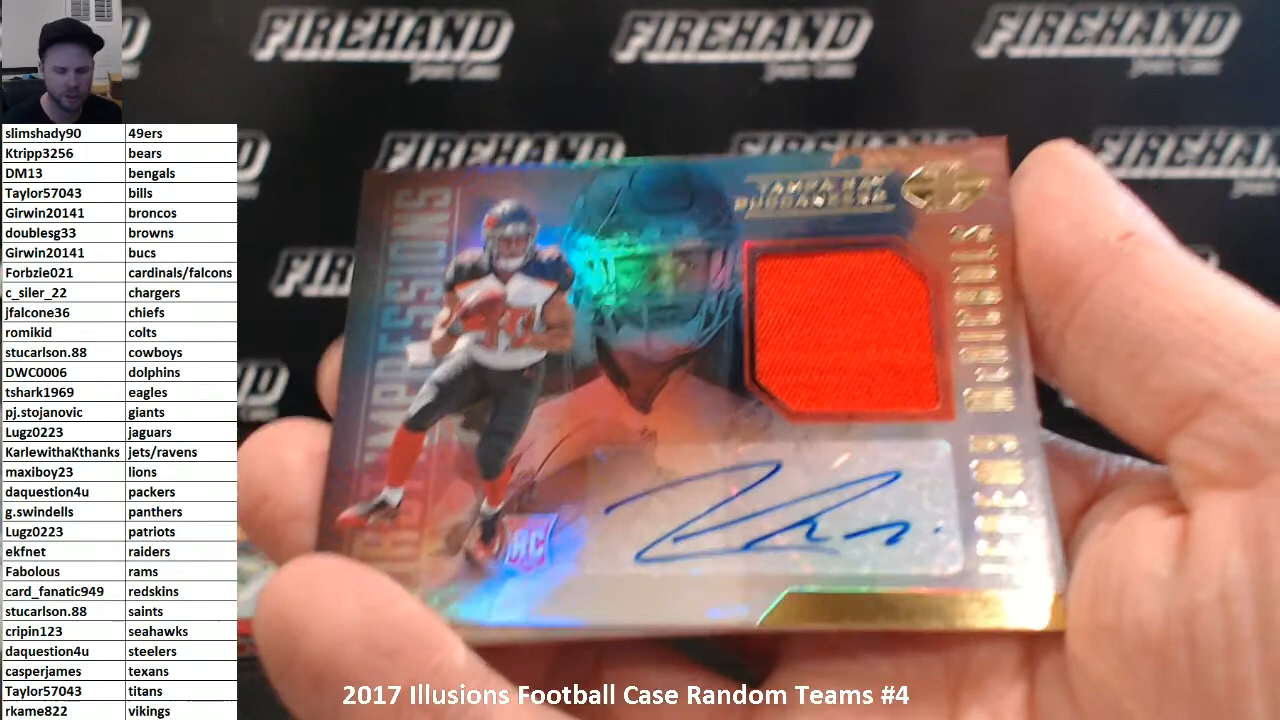 FIREHAND
FIREHAND
FIREHAND
FIREHAND
FIREHAND
slimshady90 49ers
Ktripp3256 bears
DM13 bengals
Taylor57043 bills
Girwin20141 broncos
doublesg33 browns
Girwin20141 bucs
Forbzie021 cardinals/falcons
c_siler_22 chargers
jfalcone36 chiefs
romikid colts
stucarlson.88 cowboys
DWC0006 dolphins
tshark1969 eagles
pj.stojanovic giants
Lugz0223 jaguars
KarlewithaKthanks jets/ravens
maxiboy23 lions
daquestion4u packers
g.swindells panthers
Lugz0223 patriots
ekfnet raiders
Fabolous rams
card_fanatic949 redskins
stucarlson.88 saints
cripin123 seahawks
daquestion4u steelers
casperjames texans
Taylor57043 titans
rkame822 vikings
TAMPA BAY
BUCCANEERS
IMPRESSIONS
RC
2017 Illusions Football Case Random Teams #4